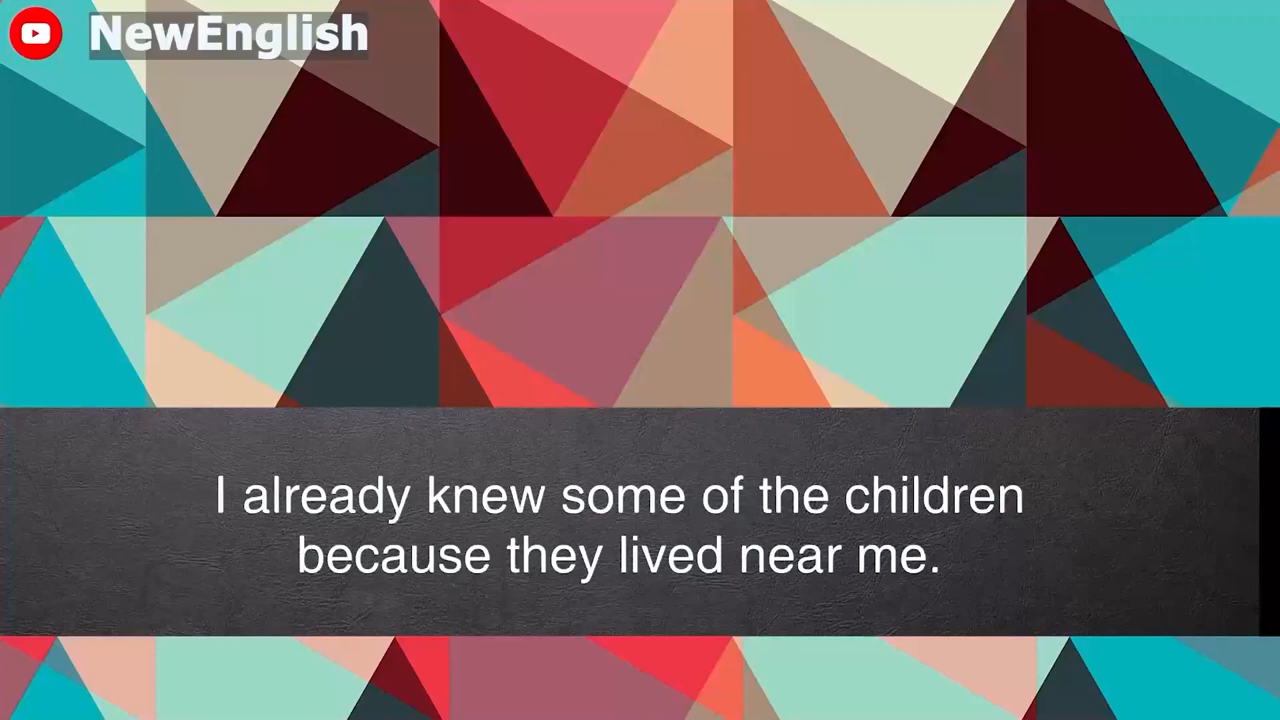 NewEnglish
I already knew some of the children
because they lived near me.